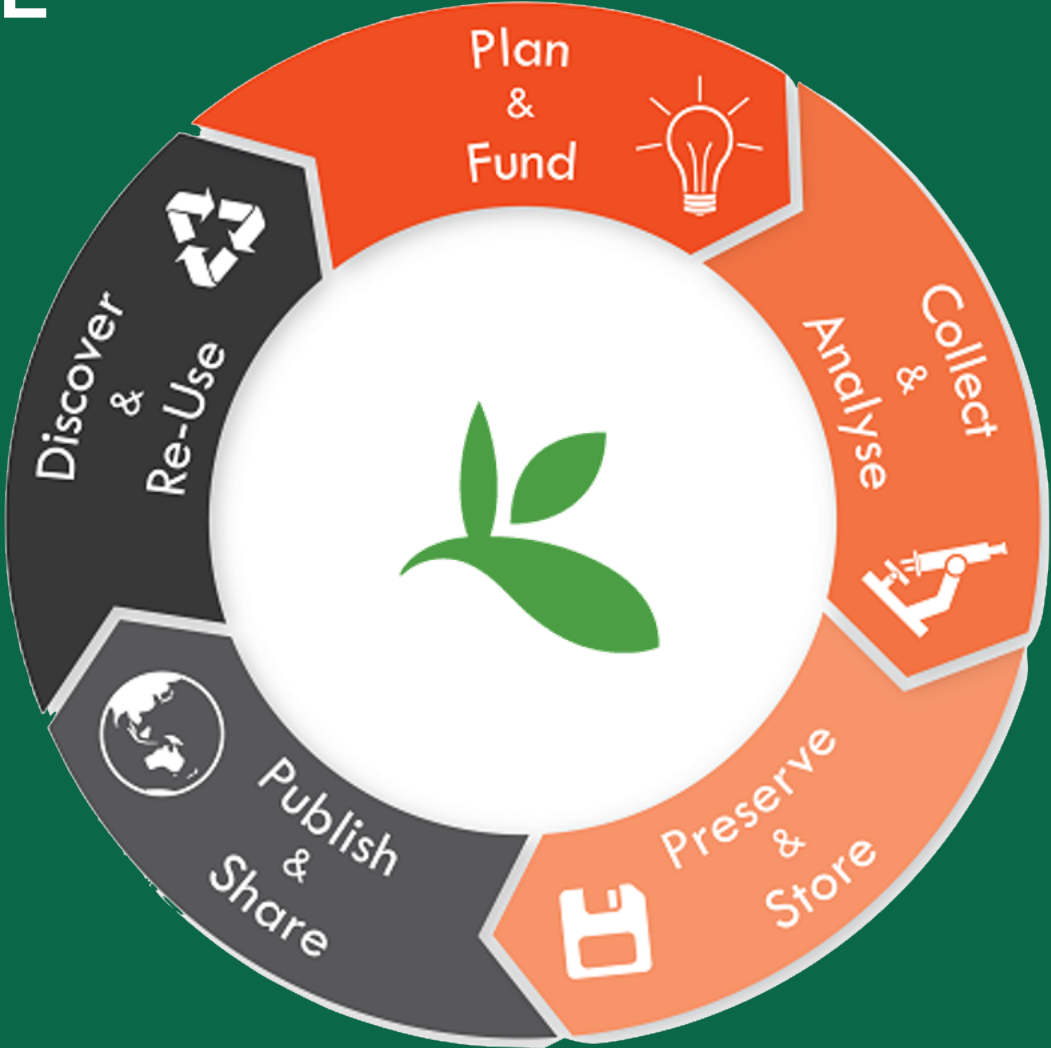 E
Plan
&
Fund
Collect
&
Analyse
Preserve
&
Store
Publish
&
Share
Discover
&
Re-Use